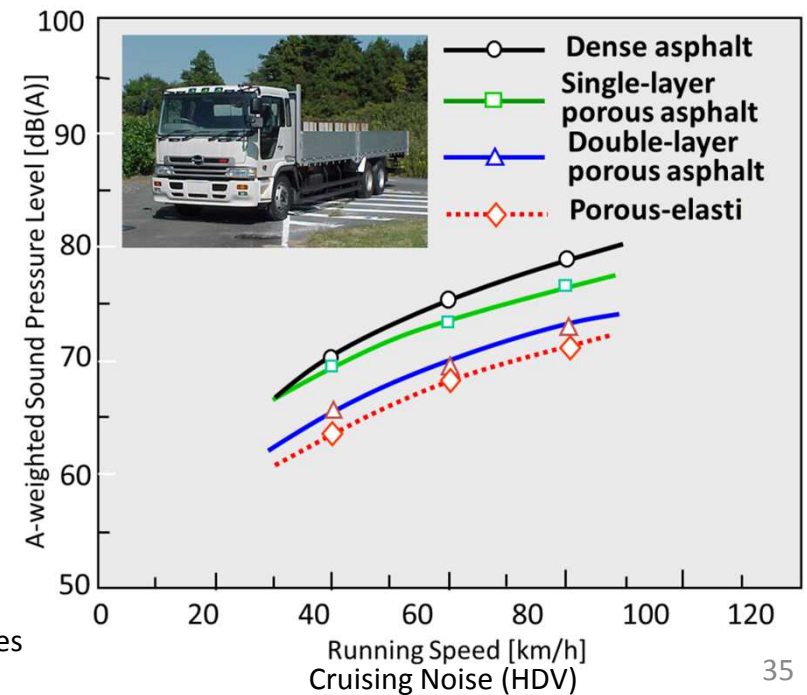 100
90
80
70
60
50
A-weighted Sound Pressure Level [dB(A)]
Dense asphalt
Single-layer
porous asphalt
Double-layer
porous asphalt
Porous-elasti
0 20 40 60 80 100 120
Running Speed [km/h]
es
Cruising Noise (HDV)
35